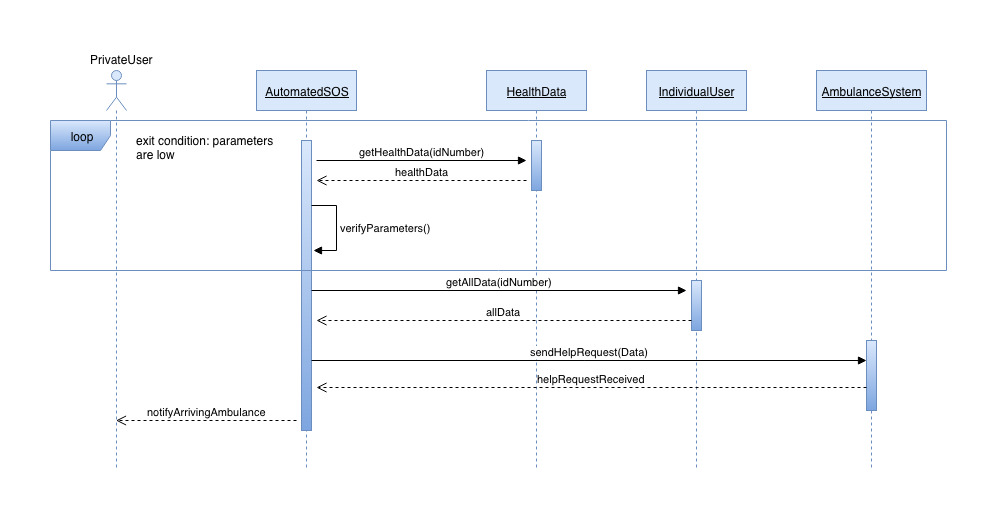 PrivateUser
AutomatedSOS
HealthData
IndividualUser
AmbulanceSystem
loop
exit condition: parameters
are low
getHealthData(idNumber)
healthData
verifyParameters()
getAllData(idNumber)
allData
sendHelpRequest(Data)
helpRequestReceived
notifyArrivingAmbulance